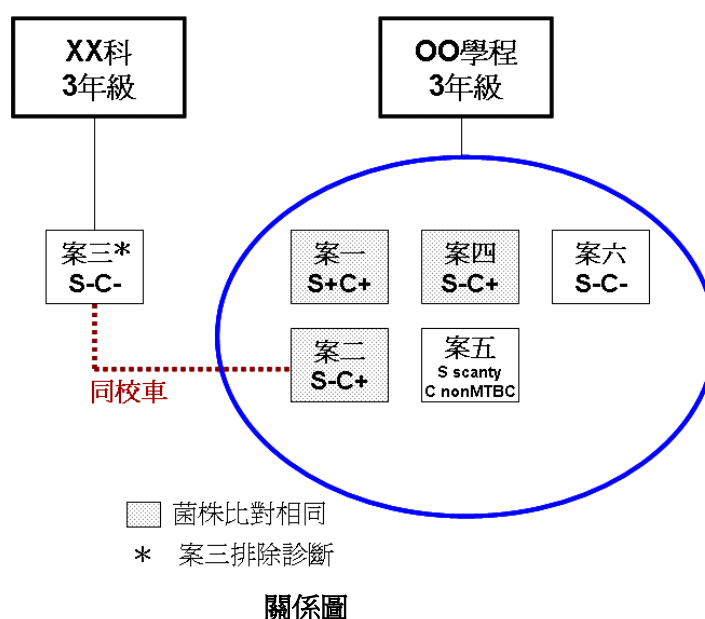 XX科
3年級
OO學程
3年級
案三*
S-C-
案一
S+C+
案四
S-C+
案六
S-C-
案二
S-C+
案五
S scanty
C nonMTBC
同校車
菌株比對相同
* 案三排除診斷
關係圖